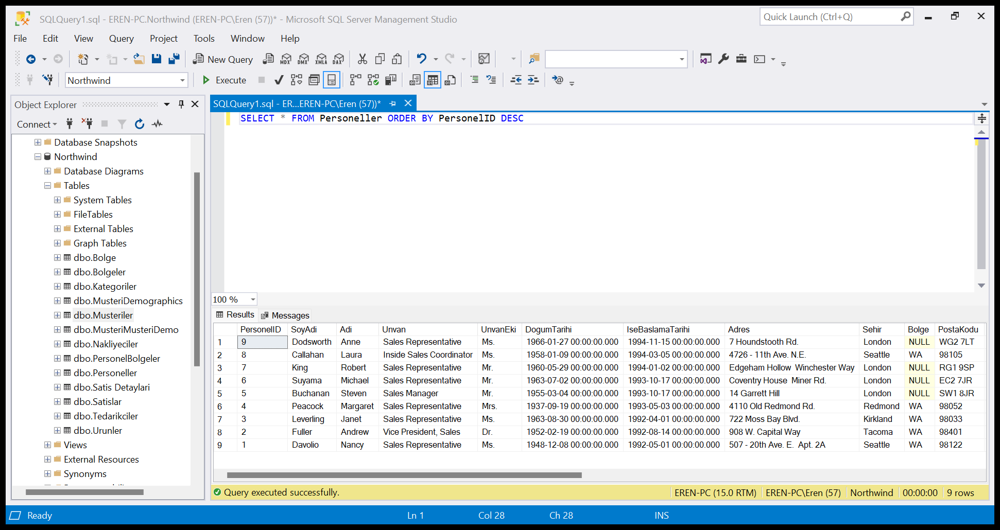 SQLQuery1.sql - EREN-PC.Northwind (EREN-PC\Eren (57))* - Microsoft SQL Server Management Studio
Quick Launch (Ctrl+Q)
File Edit View Query Project Tools Window Help
New Query MDX DMX XMLA DAX
Northwind Execute
Object Explorer
Connect
Database Snapshots
Northwind
Database Diagrams
Tables
System Tables
FileTables
External Tables
Graph Tables
dbo.Bolge
dbo.Bolgeler
dbo.Kategoriler
dbo.MusteriDemographics
dbo.Musteriler
dbo.MusteriMusteriDemo
dbo.Nakliyeciler
dbo.PersonelBolgeler
dbo.Personeller
dbo.Satis Detaylari
dbo.Satislar
dbo.Tedarikciler
dbo.Urunler
Views
External Resources
Synonyms
SQLQuery1.sql - ER...EREN-PC\Eren (57))*
SELECT * FROM Personeller ORDER BY PersonelID DESC
100 %
Results Messages
PersonelID SoyAdi Adi Unvan UnvanEki DogumTarihi IseBaslamaTarihi Adres Sehir Bolge PostaKodu
1 9 Dodsworth Anne Sales Representative Ms. 1966-01-27 00:00:00.000 1994-11-15 00:00:00.000 7 Houndstooth Rd. London NULL WG2 7LT
2 8 Callahan Laura Inside Sales Coordinator Ms. 1958-01-09 00:00:00.000 1994-03-05 00:00:00.000 4726 - 11th Ave. N.E. Seattle WA 98105
3 7 King Robert Sales Representative Mr. 1960-05-29 00:00:00.000 1994-01-02 00:00:00.000 Edgeham Hollow Winchester Way London NULL RG1 9SP
4 6 Suyama Michael Sales Representative Mr. 1963-07-02 00:00:00.000 1993-10-17 00:00:00.000 Coventry House Miner Rd. London NULL EC2 7JR
5 5 Buchanan Steven Sales Manager Mr. 1955-03-04 00:00:00.000 1993-10-17 00:00:00.000 14 Garrett Hill London NULL SW1 8JR
6 4 Peacock Margaret Sales Representative Mrs. 1937-09-19 00:00:00.000 1993-05-03 00:00:00.000 4110 Old Redmond Rd. Redmond WA 98052
7 3 Leverling Janet Sales Representative Ms. 1963-08-30 00:00:00.000 1992-04-01 00:00:00.000 722 Moss Bay Blvd. Kirkland WA 98033
8 2 Fuller Andrew Vice President, Sales Dr. 1952-02-19 00:00:00.000 1992-08-14 00:00:00.000 908 W. Capital Way Tacoma WA 98401
9 1 Davolio Nancy Sales Representative Ms. 1948-12-08 00:00:00.000 1992-05-01 00:00:00.000 507 - 20th Ave. E. Apt. 2A Seattle WA 98122
Query executed successfully. EREN-PC (15.0 RTM) EREN-PC\Eren (57) Northwind 00:00:00 9 rows
Ready Ln 1 Col 28 Ch 28 INS